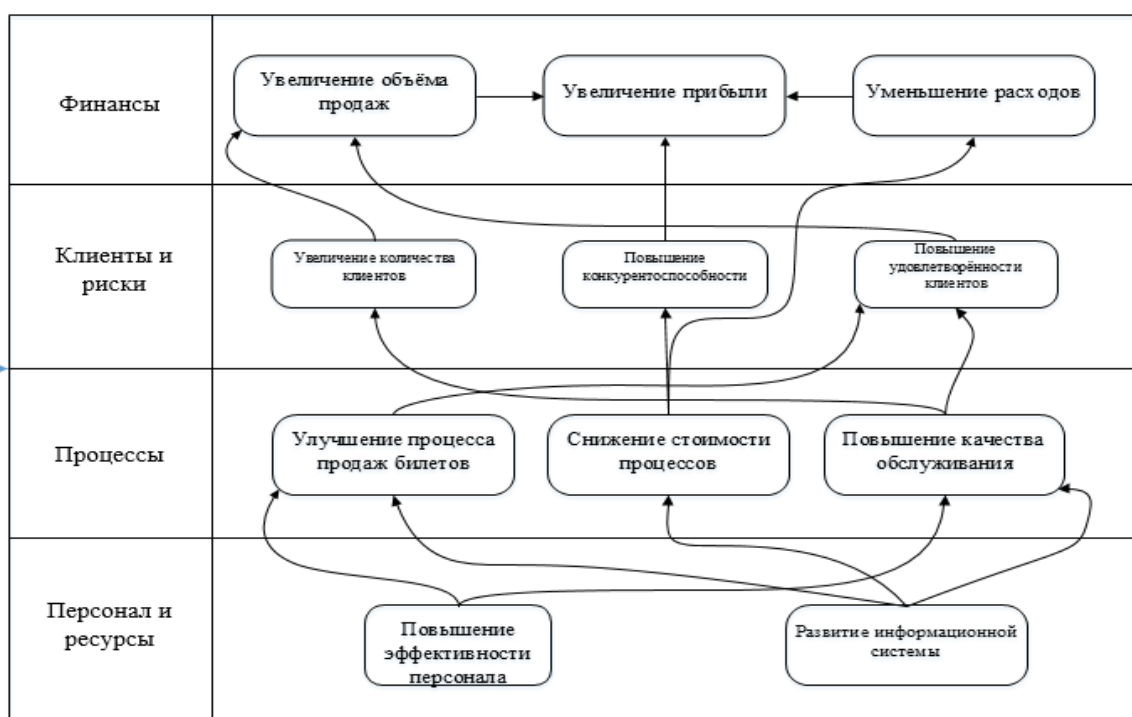 Финансы
Увеличение объёма
продаж
Увеличение прибыли
Уменьшение расходов
Клиенты и
риски
Увеличение количества
клиентов
Повышение
конкурентоспособности
Повышение
удовлетворённости
клиентов
Процессы
Улучшение процесса
продаж билетов
Снижение стоимости
процессов
Повышение качества
обслуживания
Персонал и
ресурсы
Повышение
эффективности
персонала
Развитие информационной
системы